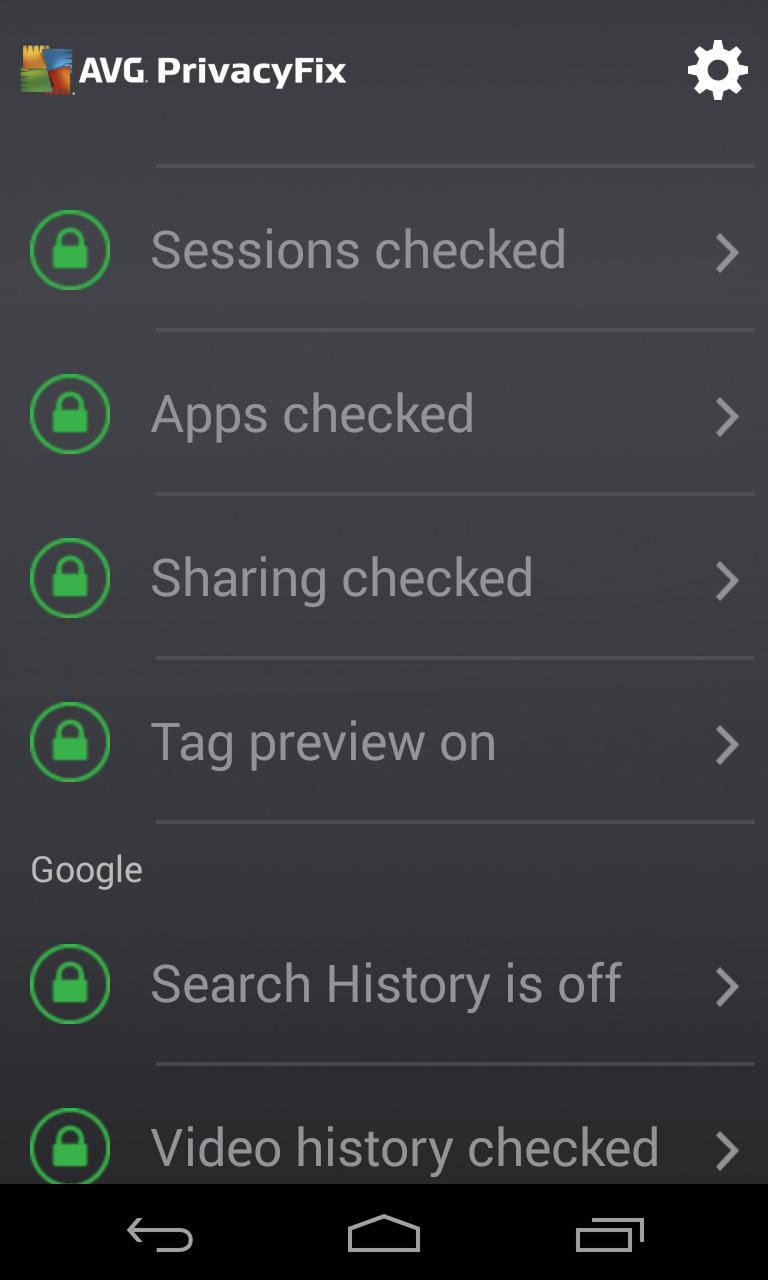 AVG PrivacyFix
Sessions checked
Apps checked
Sharing checked
Tag preview on
Google
Search History is off
Video history checked